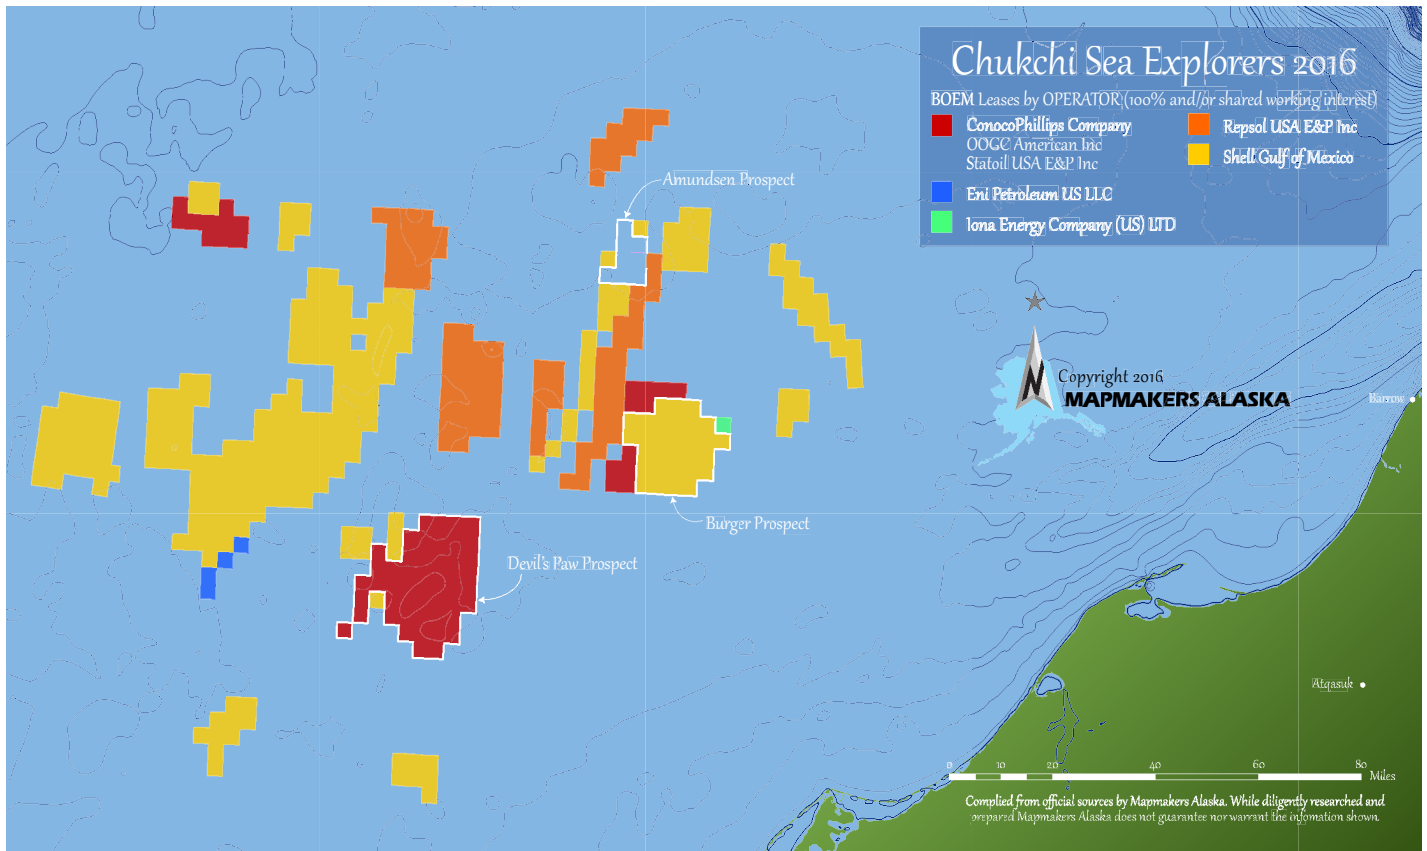 Chukchi Sea Explorers 2016
BOEM Leases by OPERATOR (100% and/or shared working interest)
ConocoPhillips Company
OOGC American Inc
Statoil USA E&P Inc
Eni Petroleum US LLC
Iona Energy Company (US) LTD
Repsol USA E&P Inc
Shell Gulf of Mexico
Amundsen Prospect
N
Copyright 2016
MAPMAKERS ALASKA
Barrow
Burger Prospect
Devil's Paw Prospect
Atqasuk
0 10 20 40 60 80
Miles
Complied from official sources by Mapmakers Alaska. While diligently researched and
prepared Mapmakers Alaska does not guarantee nor warrant the infomation shown.